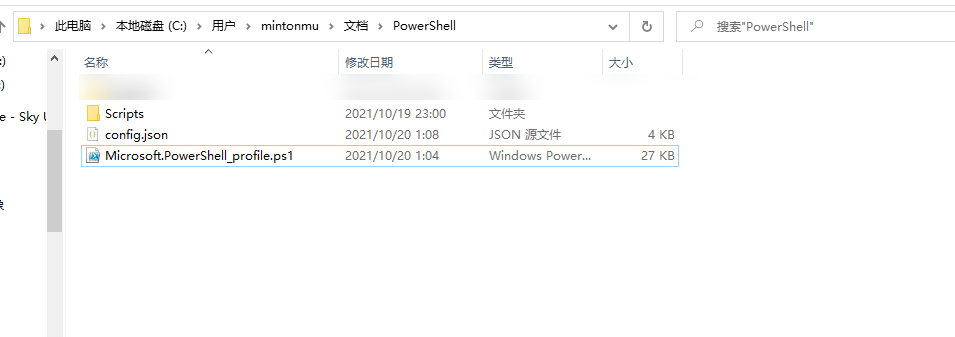 此电脑 > 本地磁盘 (C:) > 用户 > mintonmu > 文档 > PowerShell
搜索"PowerShell"
名称 修改日期 类型 大小
Scripts 2021/10/19 23:00 文件夹
config.json 2021/10/20 1:08 JSON 源文件 4 KB
Microsoft.PowerShell_profile.ps1 2021/10/20 1:04 Windows Power... 27 KB
:)
:)
e - Sky U
象